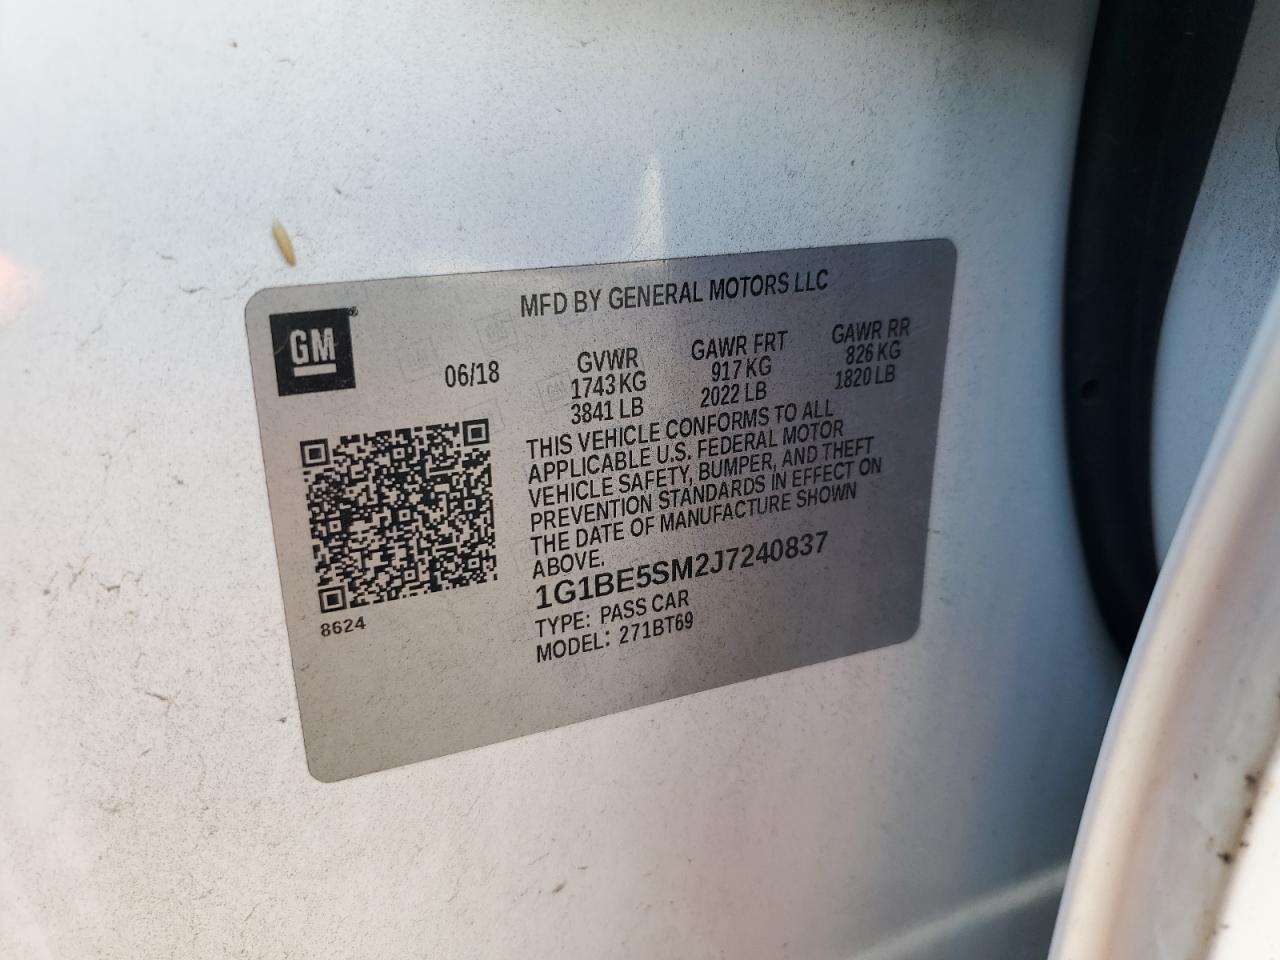 MFD BY GENERAL MOTORS LLC
GM®
06/18
GVWR
1743 KG
3841 LB
GAWR FRT
917 KG
2022 LB
GAWR RR
826 KG
1820 LB
THIS VEHICLE CONFORMS TO ALL
APPLICABLE U.S. FEDERAL MOTOR
VEHICLE SAFETY, BUMPER, AND THEFT
PREVENTION STANDARDS IN EFFECT ON
THE DATE OF MANUFACTURE SHOWN
ABOVE.
1G1BE5SM2J7240837
TYPE: PASS CAR
MODEL: 271BT69
8624